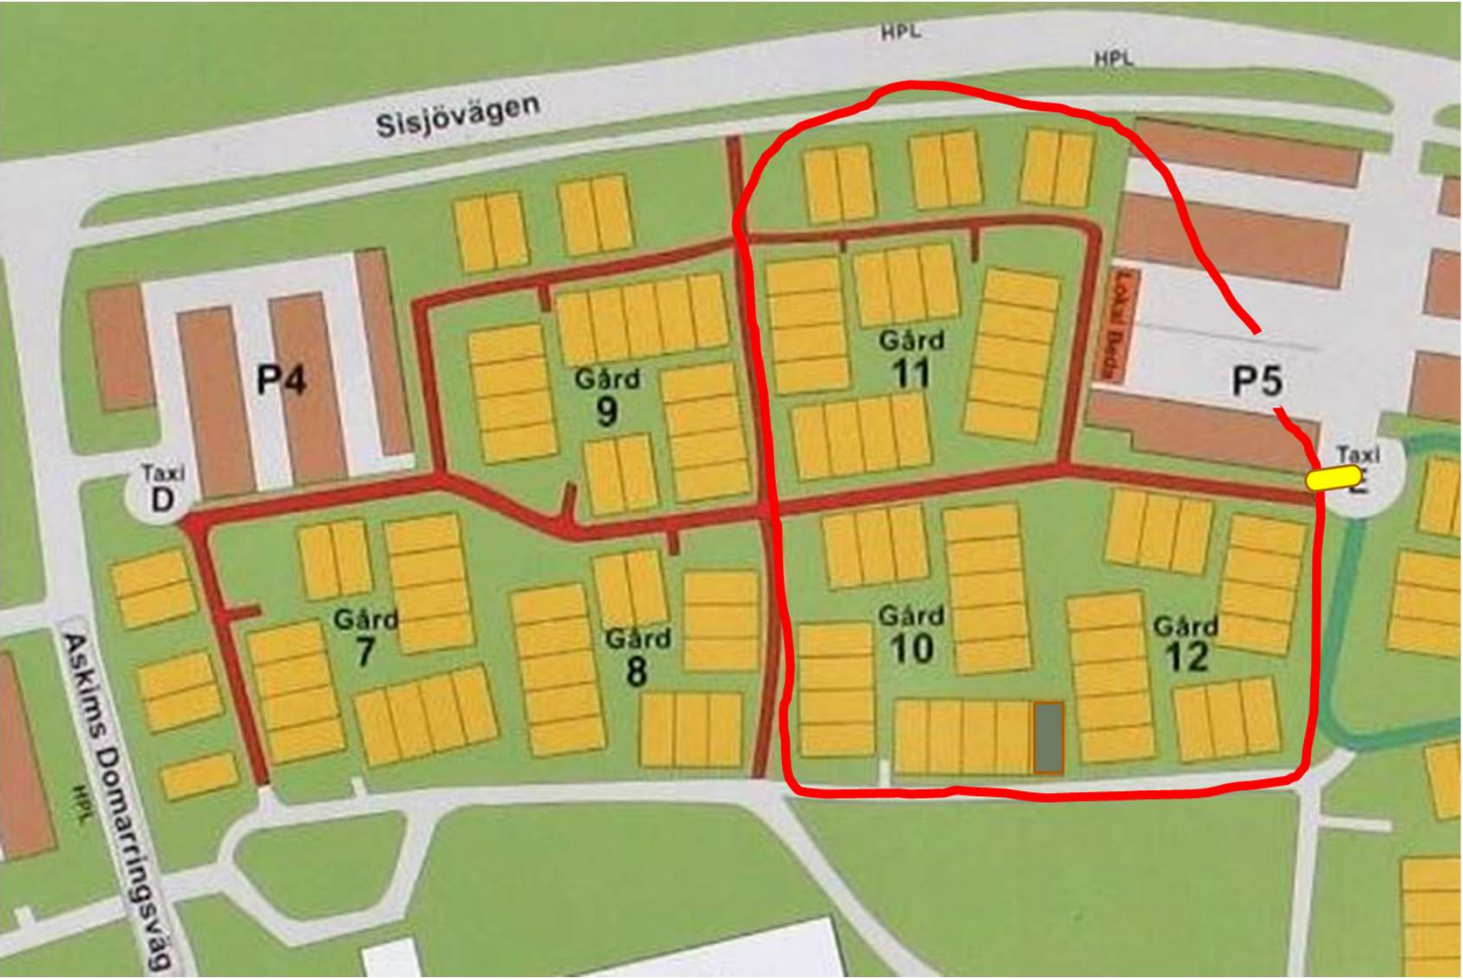 HPL
HPL
Sisjövägen
Lokal Beda
Gård
11
P4
Gård
9
P5
Taxi
D
Taxi
E
Gård
7
Gård
8
Gård
10
Gård
12
Askims Domarringsväg
HPL